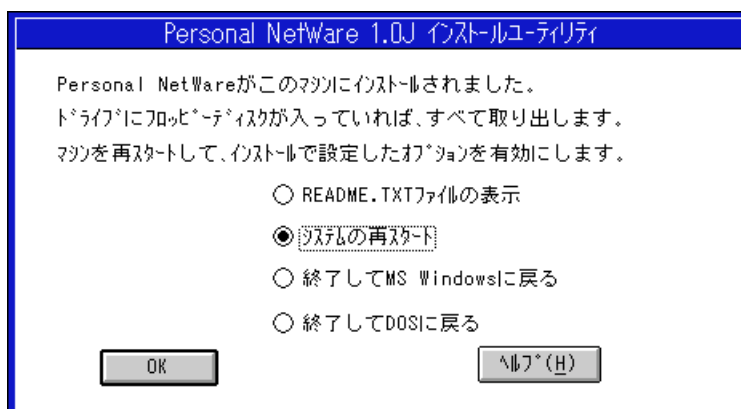 Personal NetWare 1.0J ｲﾝｽﾄｰﾙﾕｰﾃｨﾘﾃｨ
Personal NetWareがこのﾏｼﾝにｲﾝｽﾄｰﾙされました。
ﾄﾞﾗｲﾌﾞにﾌﾛｯﾋﾟｰﾃﾞｨｽｸが入っていれば、すべて取り出します。
ﾏｼﾝを再ｽﾀｰﾄして、ｲﾝｽﾄｰﾙで設定したｵﾌﾟｼｮﾝを有効にします。
README.TXTﾌｧｲﾙの表示
ｼｽﾃﾑの再ｽﾀｰﾄ
終了してMS Windowsに戻る
終了してDOSに戻る
OK
ﾍﾙﾌﾟ(H)